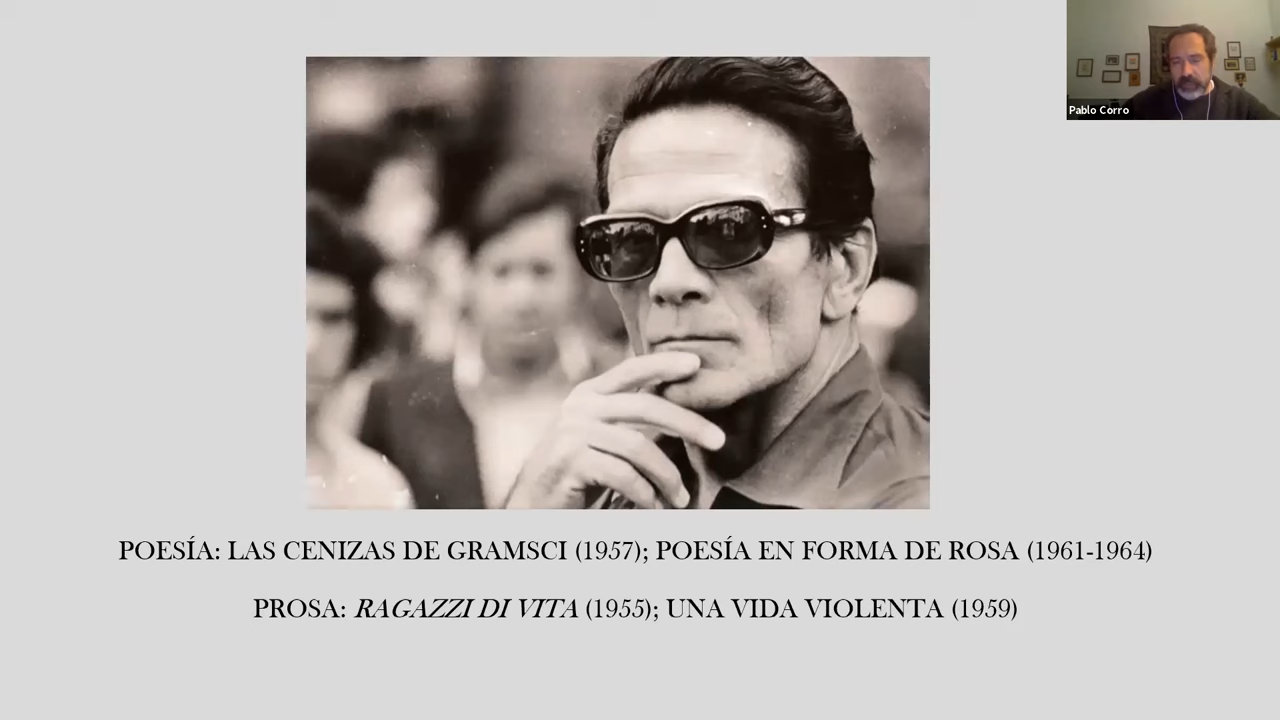 Pablo Corro
POESÍA: LAS CENIZAS DE GRAMSCI (1957); POESÍA EN FORMA DE ROSA (1961-1964)
PROSA: RAGAZZI DI VITA (1955); UNA VIDA VIOLENTA (1959)